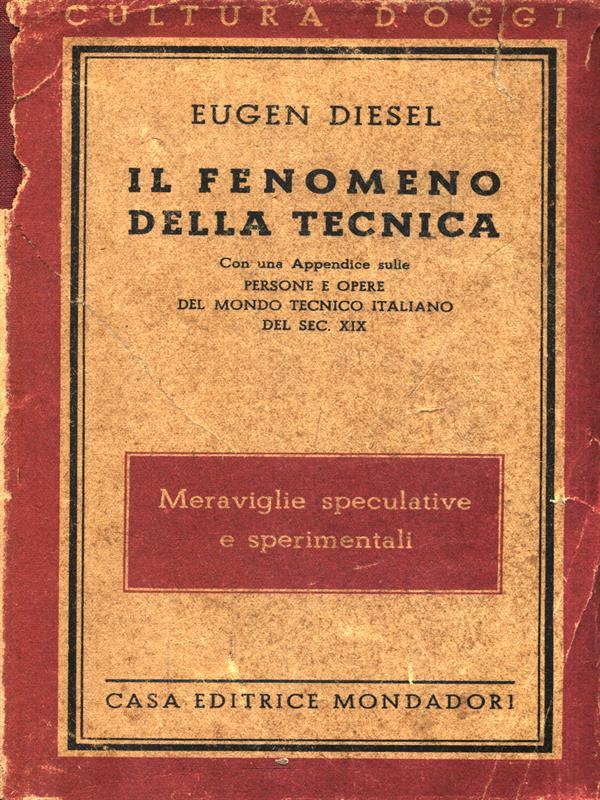 CULTURA D'OGGI
EUGEN DIESEL
IL FENOMENO
DELLA TECNICA
Con una Appendice sulle
PERSONE E OPERE
DEL MONDO TECNICO ITALIANO
DEL SEC. XIX
Meraviglie speculative
e sperimentali
CASA EDITRICE MONDADORI